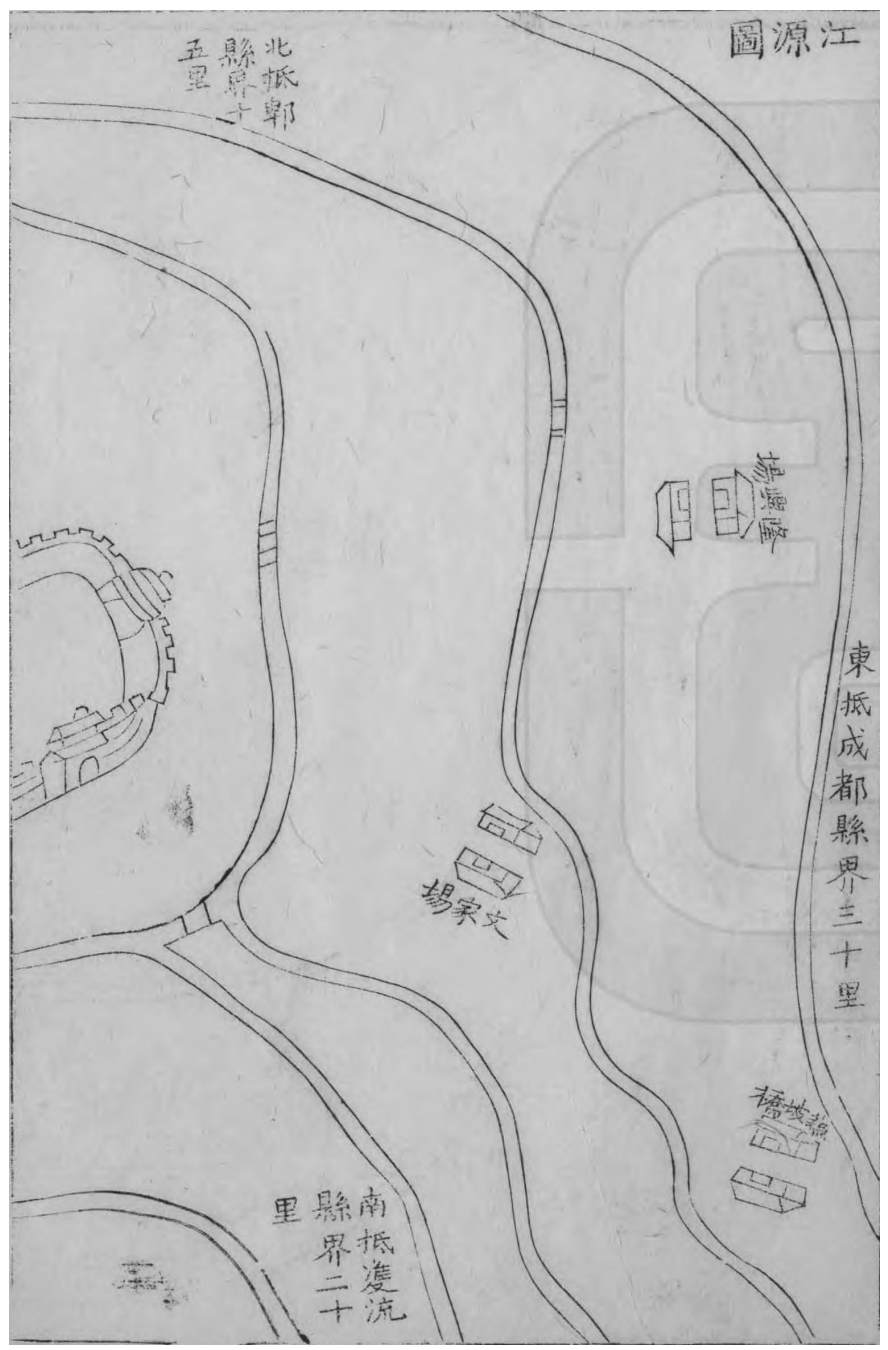 江源圖
北抵郫
縣界十
五里
隆興場
東抵成都縣界三十里
文家場
蘇坡橋
南抵雙流
縣界二十
里